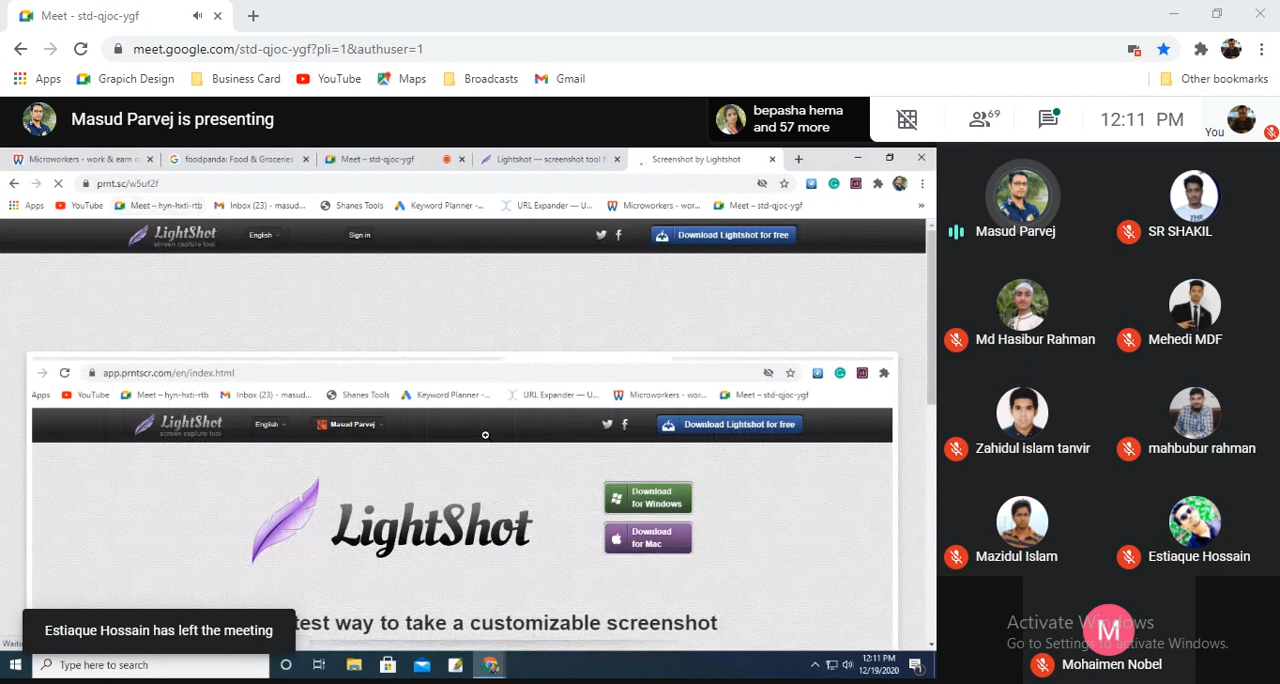 Meet - std-qjoc-ygf
meet.google.com/std-qjoc-ygf?pli=1&authuser=1
Apps Grapich Design Business Card YouTube Maps Broadcasts Gmail Other bookmarks
Masud Parvej is presenting
bepasha hema
and 57 more
69
12:11 PM
You
Microworkers - work & earn o
foodpanda: Food & Groceries
Meet – std-qjoc-ygf
Lightshot — screenshot tool f
Screenshot by Lightshot
prnt.sc/w5uf2f
Apps YouTube Meet – hyn-hxti-rtb Inbox (23) - masud... Shanes Tools Keyword Planner -... URL Expander — U... Microworkers - wor... Meet – std-qjoc-ygf »
LightShot
screen capture tool
English Sign in
Download Lightshot for free
app.prntscr.com/en/index.html
Apps YouTube Meet – hyn-hxti-rtb Inbox (23) - masud... Shanes Tools Keyword Planner -... URL Expander — U... Microworkers - wor... Meet – std-qjoc-ygf
LightShot
screen capture tool
English Masud Parvej
Download Lightshot for free
LightShot
Download
for Windows
Download
for Mac
test way to take a customizable screenshot
Estiaque Hossain has left the meeting
Type here to search
12:11 PM
12/19/2020
1
Masud Parvej
SR SHAKIL
THE
Md Hasibur Rahman
Mehedi MDF
Zahidul islam tanvir
mahbubur rahman
Mazidul Islam
Estiaque Hossain
M
Mohaimen Nobel
Activate Windows
Go to Settings to activate Windows.